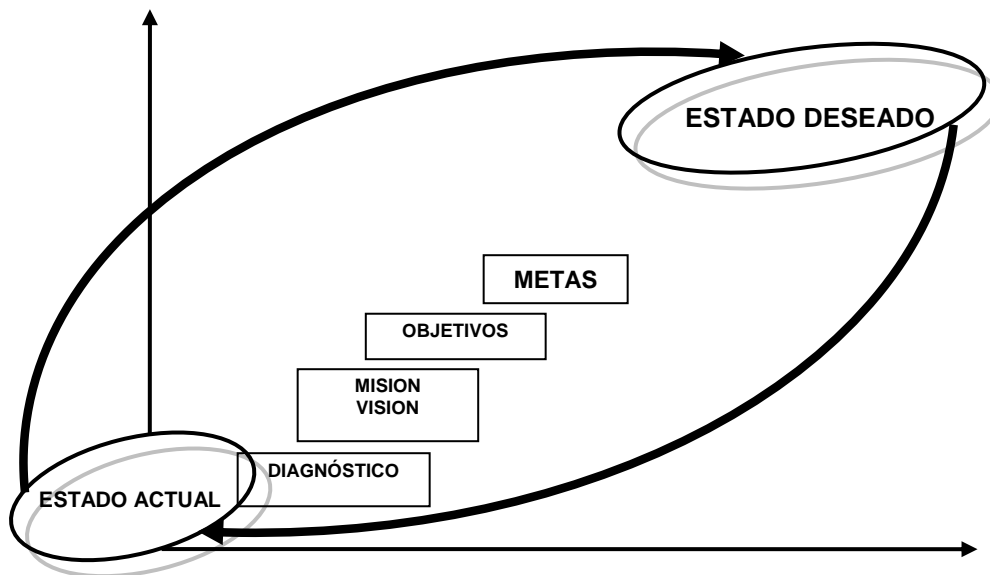 ESTADO DESEADO
METAS
OBJETIVOS
MISION
VISION
DIAGNÓSTICO
ESTADO ACTUAL